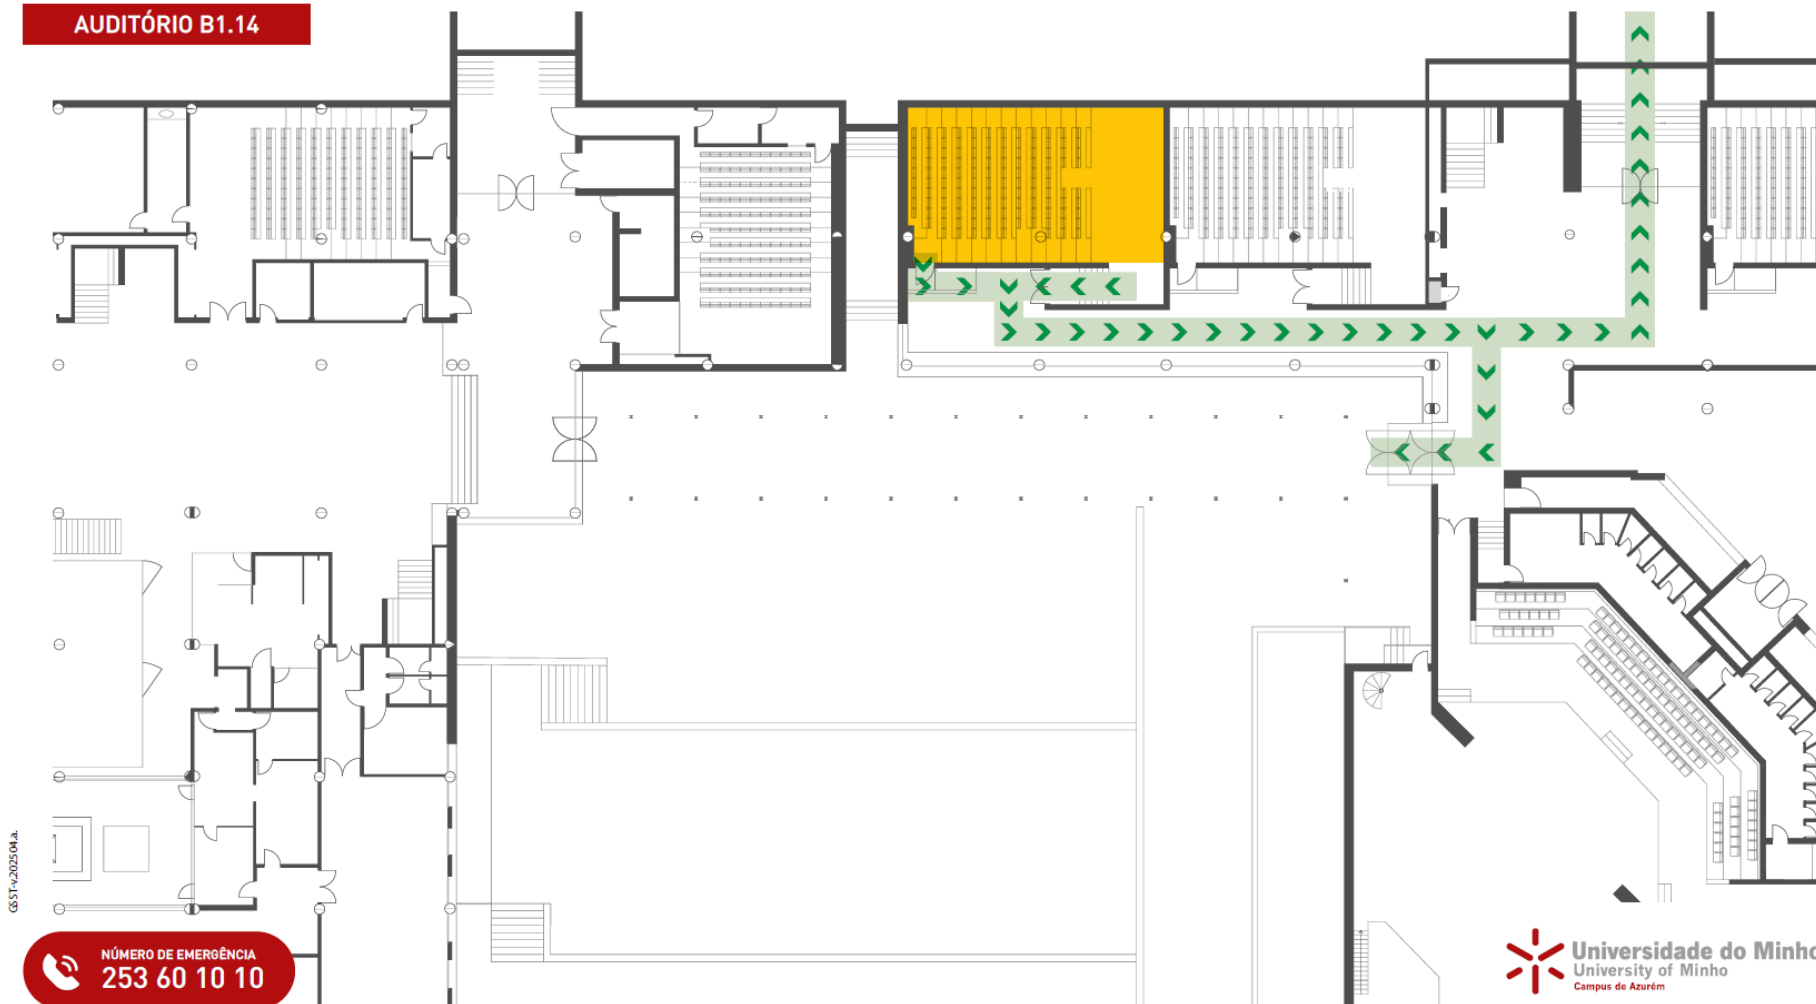 AUDITÓRIO B1.14
GSST-v.202504.a.
NÚMERO DE EMERGÊNCIA
253 60 10 10
Universidade do Minho
University of Minho
Campus de Azurém